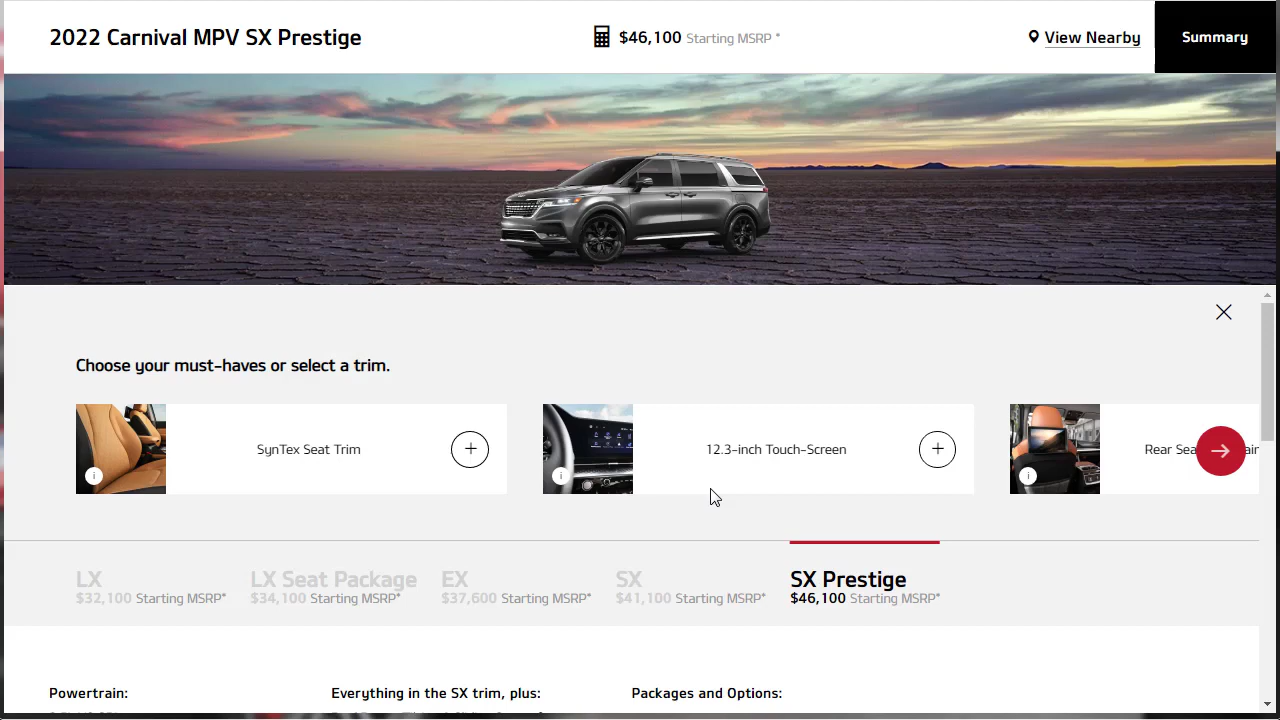 2022 Carnival MPV SX Prestige
$46,100 Starting MSRP *
View Nearby
Summary
Choose your must-haves or select a trim.
SynTex Seat Trim
12.3-inch Touch-Screen
Rear Sea
i
i
i
LX
$32,100 Starting MSRP*
LX Seat Package
$34,100 Starting MSRP*
EX
$37,600 Starting MSRP*
SX
$41,100 Starting MSRP*
SX Prestige
$46,100 Starting MSRP*
Powertrain:
Everything in the SX trim, plus:
Packages and Options: